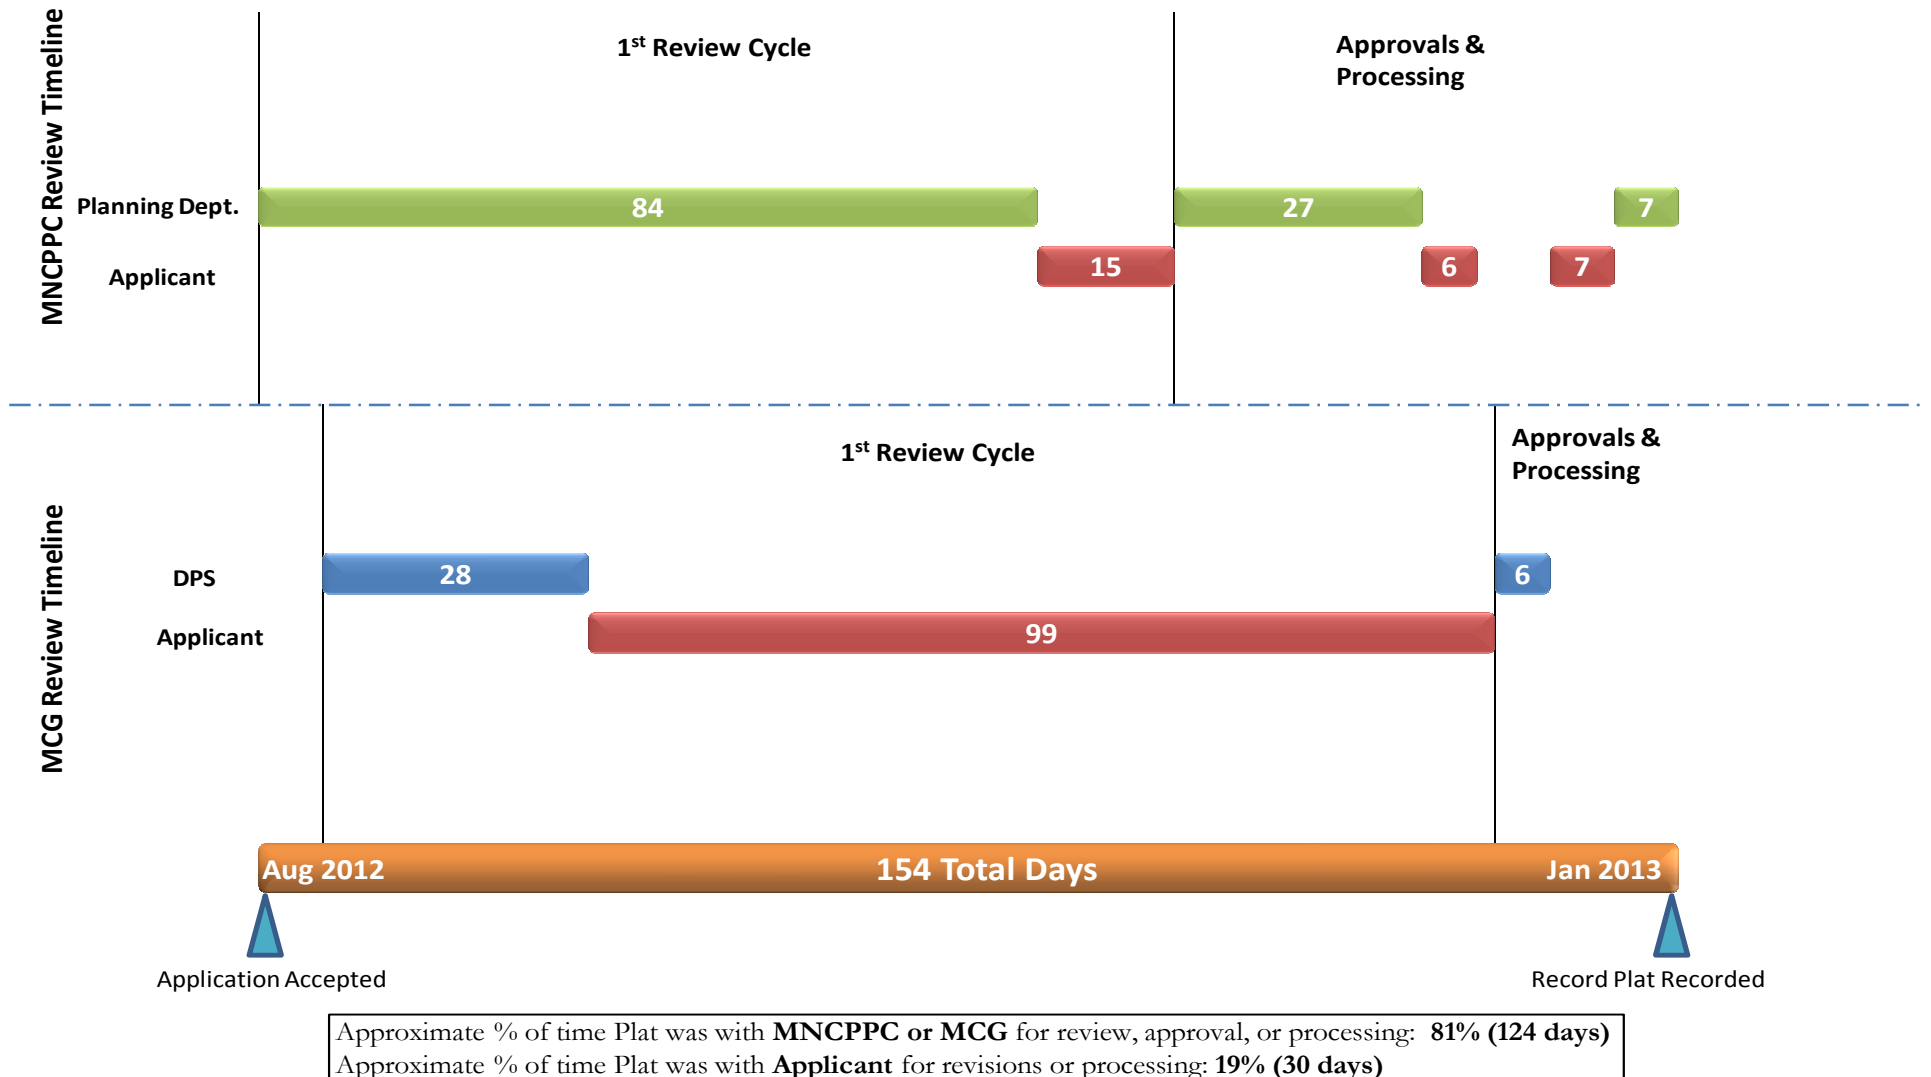 MNCPPC Review Timeline
1st Review Cycle
Approvals &
Processing
Planning Dept.
84
27
7
Applicant
15
6
7
MCG Review Timeline
1st Review Cycle
Approvals &
Processing
DPS
28
6
Applicant
99
Aug 2012
154 Total Days
Jan 2013
Application Accepted
Record Plat Recorded
Approximate % of time Plat was with MNCPPC or MCG for review, approval, or processing: 81% (124 days)
Approximate % of time Plat was with Applicant for revisions or processing: 19% (30 days)